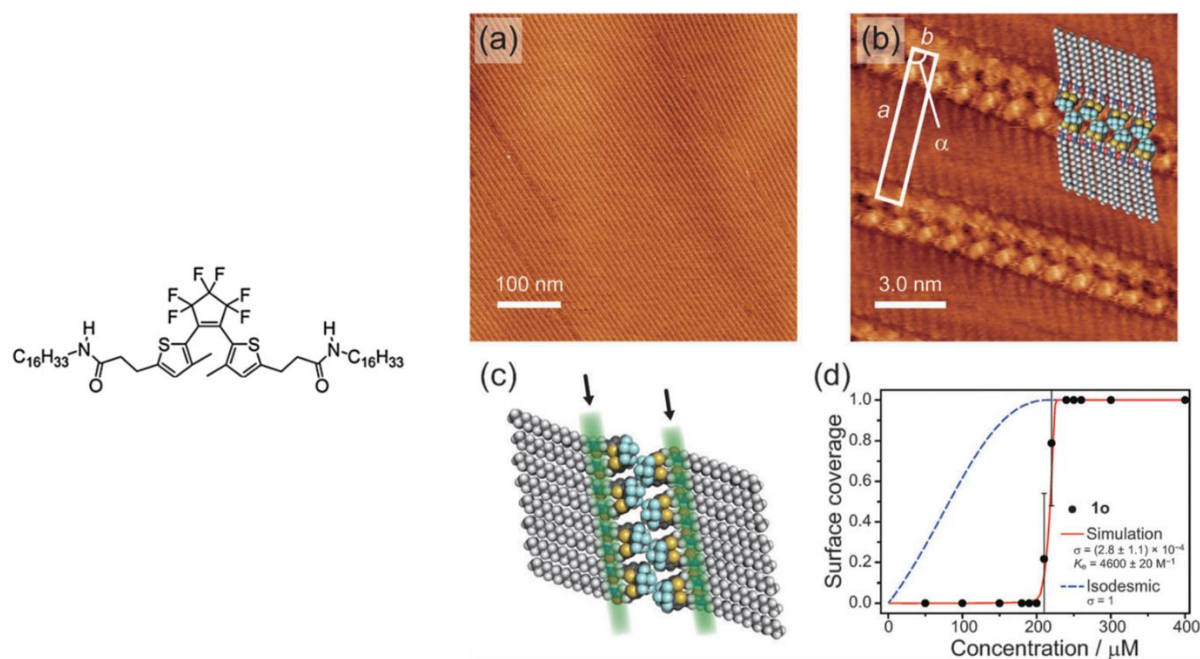 F F
F F
F F
H H
C₁₆H₃₃ N S S N C₁₆H₃₃
O O
(a)
100 nm
(b)
b
a
α
3.0 nm
(c)
(d)
Surface coverage
1.0
0.8
0.6
0.4
0.2
0.0
1o
Simulation
σ = (2.8 ± 1.1) × 10⁻⁴
Kₑ = 4600 ± 20 M⁻¹
Isodesmic
σ = 1
0 100 200 300 400
Concentration / μM